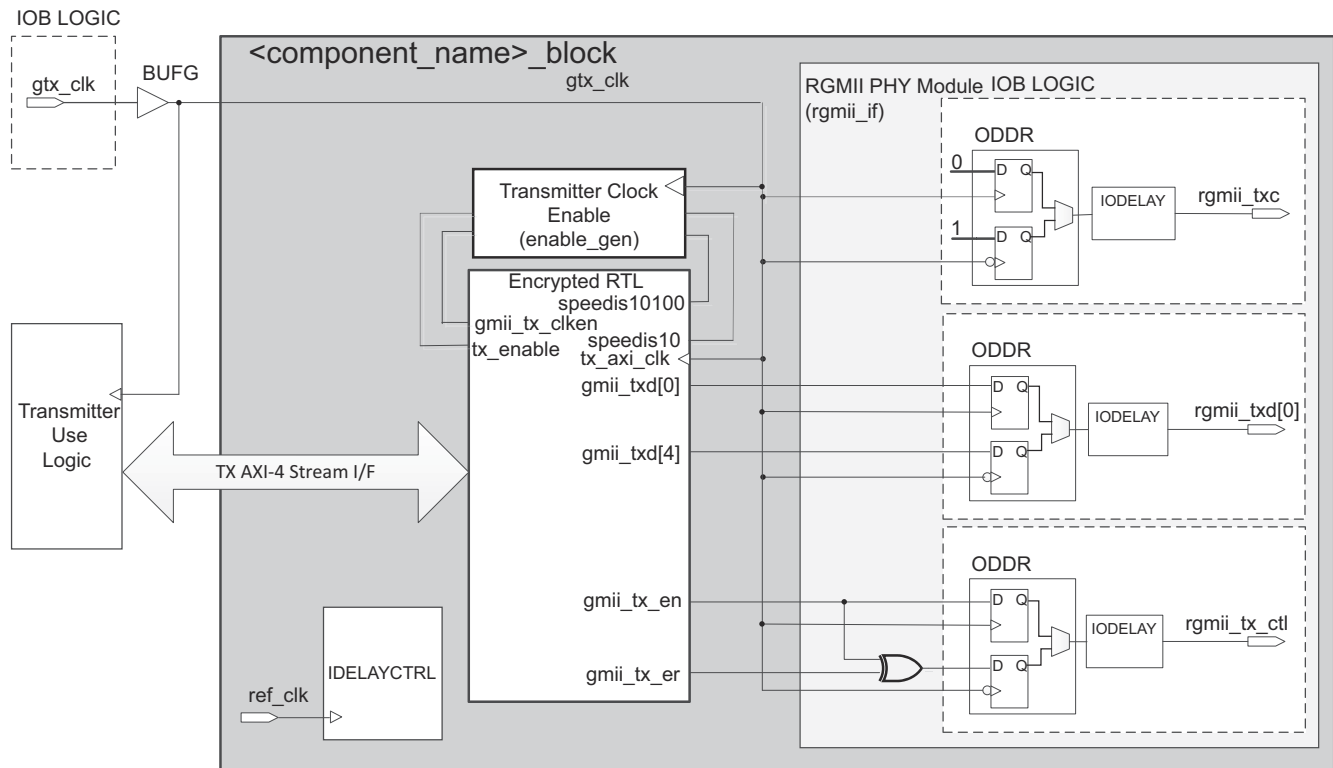 IOB LOGIC
gtx_clk
BUFG
<component_name>_block
gtx_clk
RGMII PHY Module
(rgmii_if)
IOB LOGIC
ODDR
0
D Q
1
D Q
IODELAY
rgmii_txc
Transmitter Clock
Enable
(enable_gen)
Encrypted RTL
speedis10100
gmii_tx_clken
speedis10
tx_enable
tx_axi_clk
gmii_txd[0]
gmii_txd[4]
gmii_tx_en
gmii_tx_er
ODDR
D Q
D Q
IODELAY
rgmii_txd[0]
Transmitter
Use
Logic
TX AXI-4 Stream I/F
ODDR
D Q
D Q
IODELAY
rgmii_tx_ctl
IDELAYCTRL
ref_clk